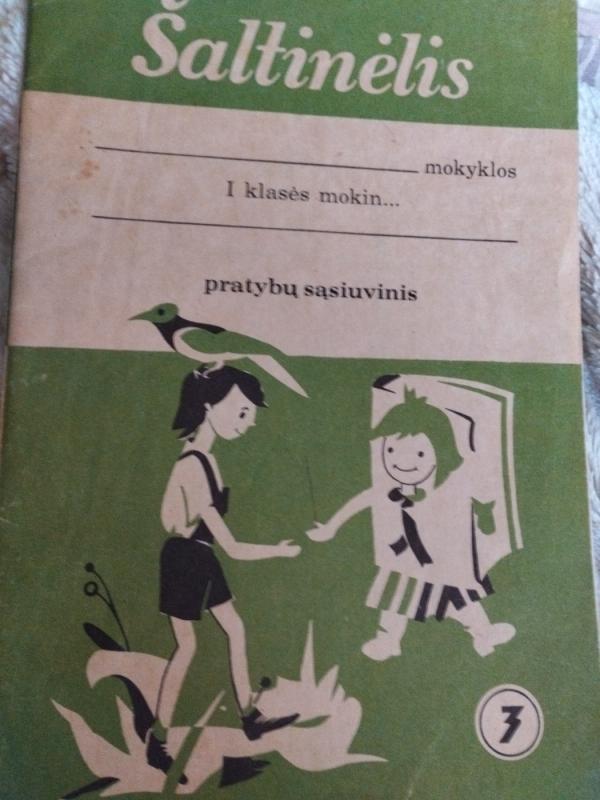 Šaltinėlis
mokyklos
I klasės mokin...
pratybų sąsiuvinis
3